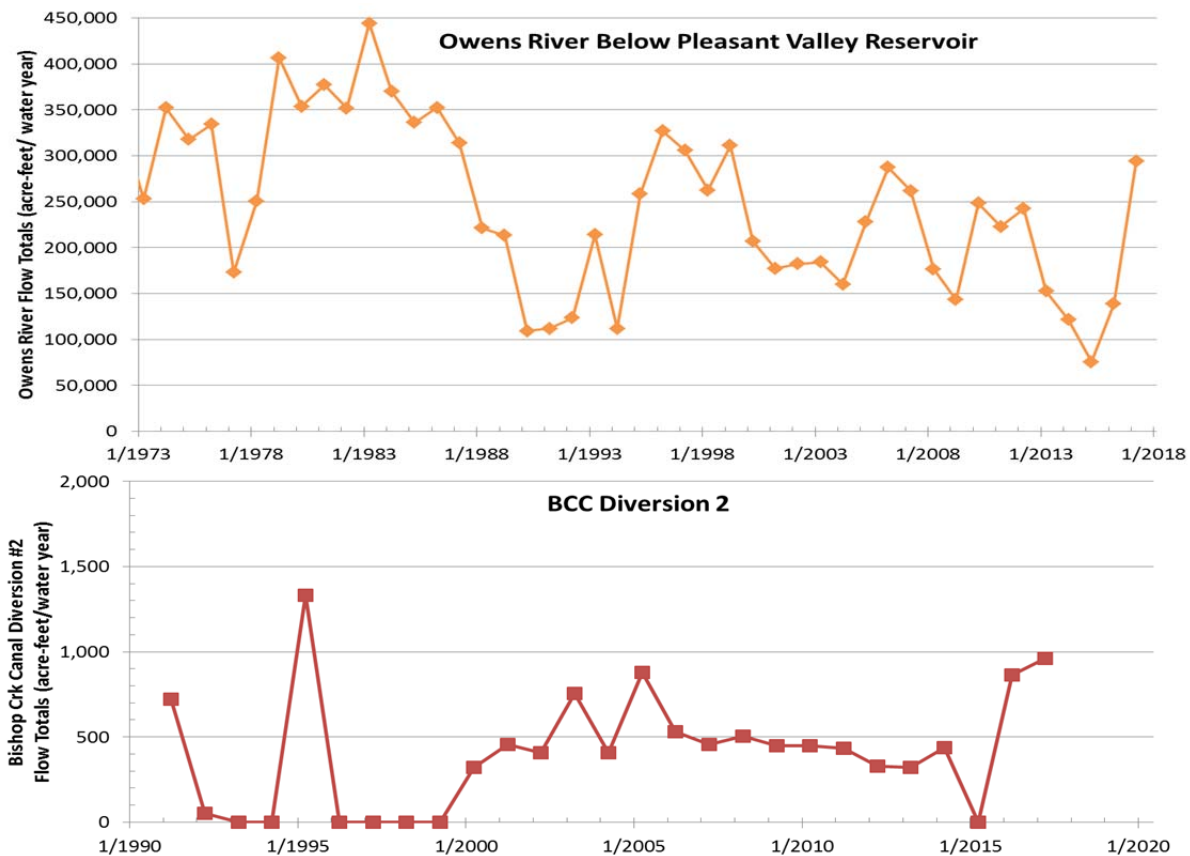 Owens River Below Pleasant Valley Reservoir
Owens River Flow Totals (acre-feet/ water year)
450,000
400,000
350,000
300,000
250,000
200,000
150,000
100,000
50,000
0
1/1973 1/1978 1/1983 1/1988 1/1993 1/1998 1/2003 1/2008 1/2013 1/2018
BCC Diversion 2
Bishop Crk Canal Diversion #2
Flow Totals (acre-feet/water year)
2,000
1,500
1,000
500
0
1/1990 1/1995 1/2000 1/2005 1/2010 1/2015 1/2020